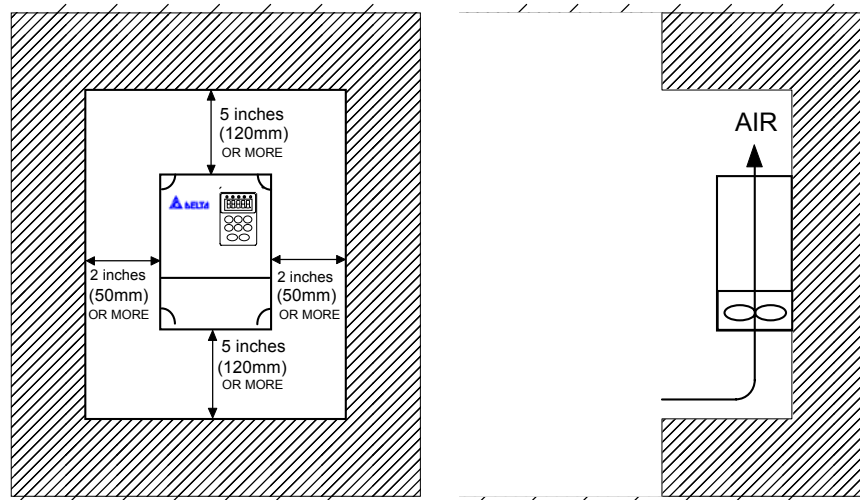 5 inches
(120mm)
OR MORE
AIR
DELTA
2 inches
(50mm)
OR MORE
2 inches
(50mm)
OR MORE
5 inches
(120mm)
OR MORE